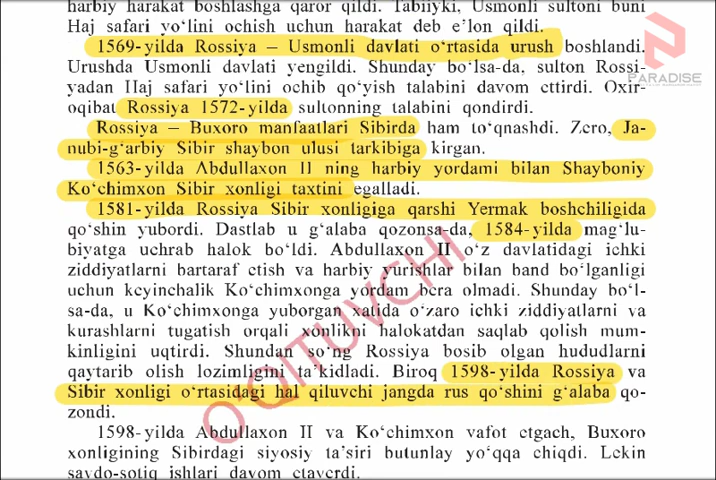 harbiy harakat boshlashga qaror qildi. Tabiiyki, Usmonli sultoni buni
Haj safari yo‘lini ochish uchun harakat deb e’lon qildi.
1569-yilda Rossiya – Usmonli davlati o‘rtasida urush boshlandi.
Urushda Usmonli davlati yengildi. Shunday bo‘lsa-da, sulton Rossi-
yadan Haj safari yo‘lini ochib qo‘yish talabini davom ettirdi. Oxir-
oqibat Rossiya 1572-yilda sultonning talabini qondirdi.
PARADISE
Rossiya – Buxoro manfaatlari Sibirda ham to‘qnashdi. Zero, Ja-
nubi-g‘arbiy Sibir shaybon ulusi tarkibiga kirgan.
1563-yilda Abdullaxon II ning harbiy yordami bilan Shayboniy
Ko‘chimxon Sibir xonligi taxtini egalladi.
1581-yilda Rossiya Sibir xonligiga qarshi Yermak boshchiligida
qo‘shin yubordi. Dastlab u g‘alaba qozonsa-da, 1584-yilda mag‘lu-
biyatga uchrab halok bo‘ldi. Abdullaxon II o‘z davlatidagi ichki
ziddiyatlarni bartaraf etish va harbiy yurishlar bilan band bo‘lganligi
uchun keyinchalik Ko‘chimxonga yordam bera olmadi. Shunday bo‘l-
sa-da, u Ko‘chimxonga yuborgan xatida o‘zaro ichki ziddiyatlarni va
kurashlarni tugatish orqali xonlikni halokatdan saqlab qolish mum-
kinligini uqtirdi. Shundan so‘ng Rossiya bosib olgan hududlarni
qaytarib olish lozimligini ta’kidladi. Biroq 1598-yilda Rossiya va
Sibir xonligi o‘rtasidagi hal qiluvchi jangda rus qo‘shini g‘alaba qo-
zondi.
1598-yilda Abdullaxon II va Ko‘chimxon vafot etgach, Buxoro
xonligining Sibirdagi siyosiy ta’siri butunlay yo‘qqa chiqdi. Lekin
savdo-sotiq ishlari davom etaverdi.
O‘QITUVCHI